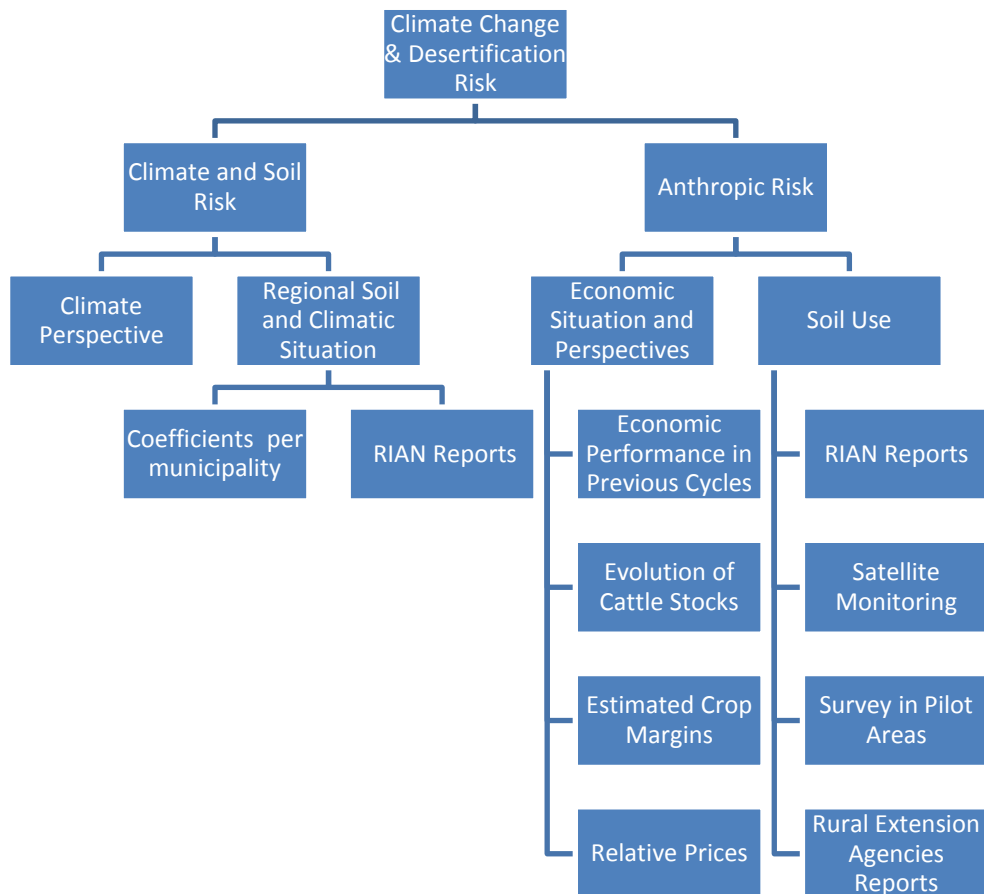 Climate Change
& Desertification
Risk
Climate and Soil
Risk
Anthropic Risk
Climate
Perspective
Regional Soil
and Climatic
Situation
Economic
Situation and
Perspectives
Soil Use
Coefficients per
municipality
RIAN Reports
Economic
Performance in
Previous Cycles
RIAN Reports
Evolution of
Cattle Stocks
Satellite
Monitoring
Estimated Crop
Margins
Survey in Pilot
Areas
Relative Prices
Rural Extension
Agencies
Reports